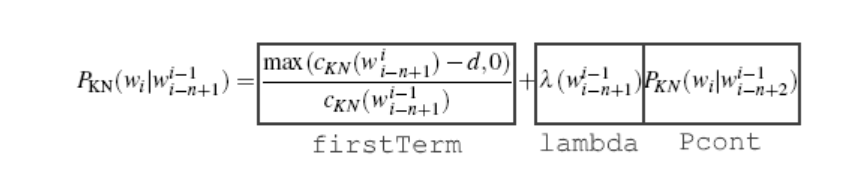 P_KN(w_i|w_{i-n+1}^{i-1}) = \frac{max(c_KN(w_{i-n+1}^{i})-d,0)}{c_KN(w_{i-n+1}^{i-1})} + λ(w_{i-n+1}^{i-1})P_KN(w_i|w_{i-n+2}^{i-1})
firstTerm lambda Pcont